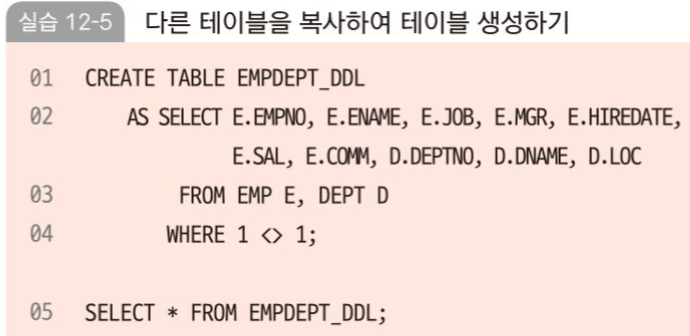 실습 12-5 다른 테이블을 복사하여 테이블 생성하기
01 CREATE TABLE EMPDEPT_DDL
02 AS SELECT E.EMPNO, E.ENAME, E.JOB, E.MGR, E.HIREDATE,
E.SAL, E.COMM, D.DEPTNO, D.DNAME, D.LOC
03 FROM EMP E, DEPT D
04 WHERE 1 <> 1;
05 SELECT * FROM EMPDEPT_DDL;